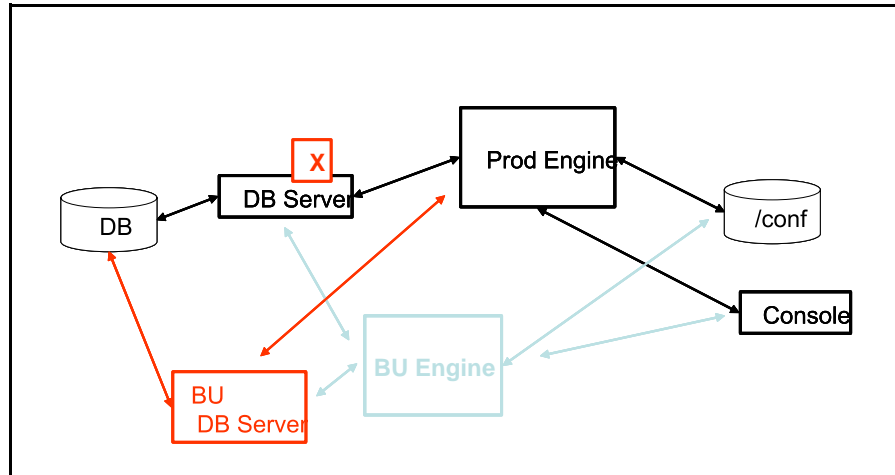 X
Prod Engine
DB Server
DB
/conf
Console
BU Engine
BU
DB Server